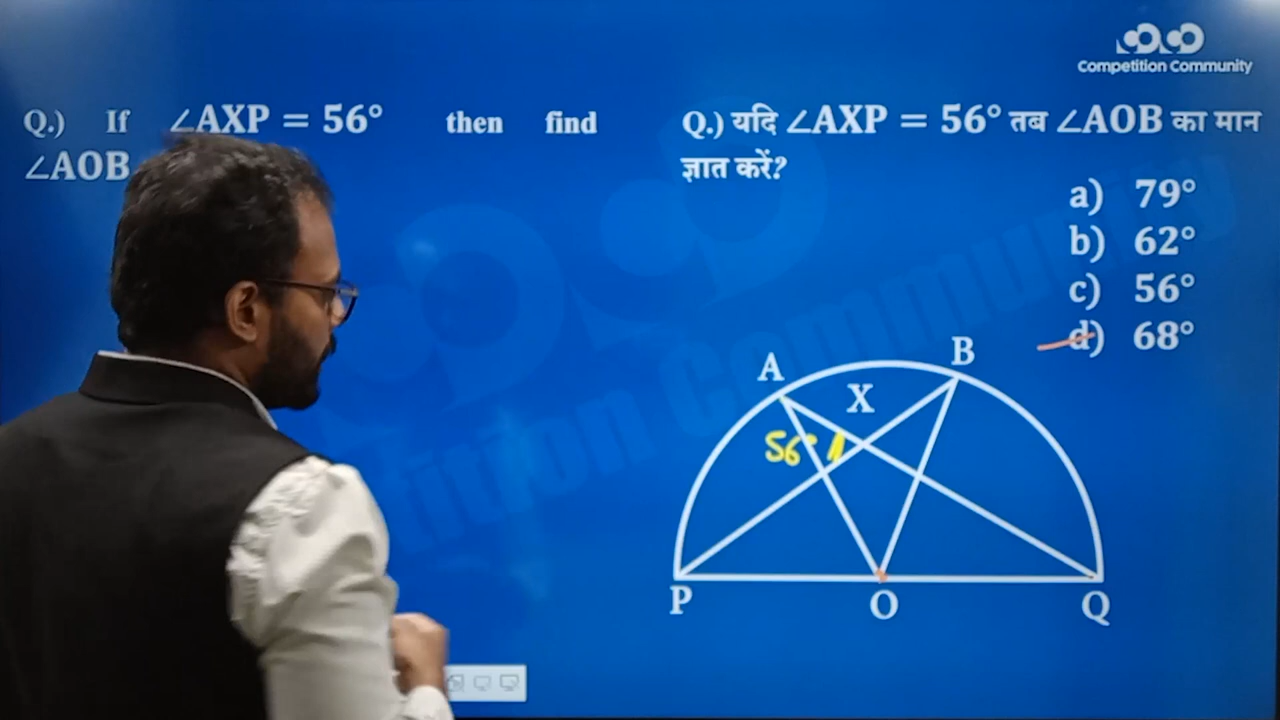 Competition Community
Q.) If ∠AXP = 56° then find
∠AOB
Q.) यदि ∠AXP = 56° तब ∠AOB का मान
ज्ञात करें?
a) 79°
b) 62°
c) 56°
d) 68°
A
B
X
56°
P
O
Q